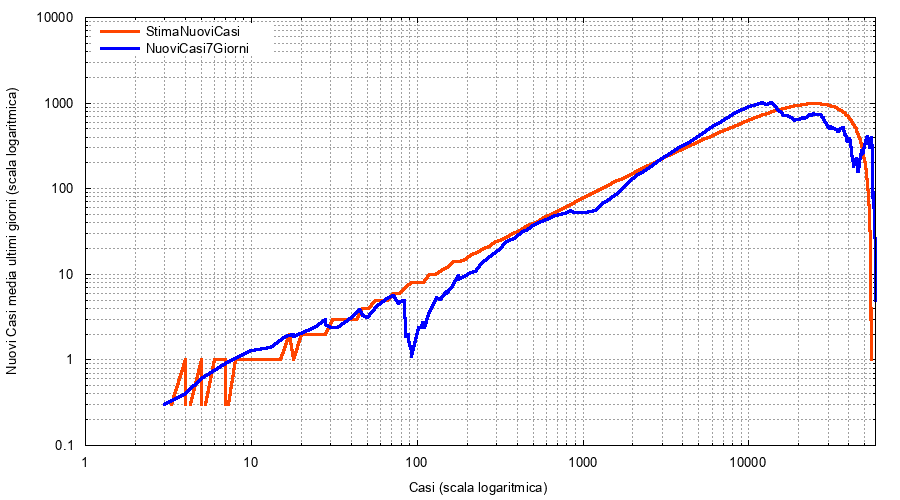 10000
1000
100
10
1
0.1
StimaNuoviCasi
NuoviCasi7Giorni
Nuovi Casi media ultimi giorni (scala logaritmica)
1 10 100 1000 10000
Casi (scala logaritmica)